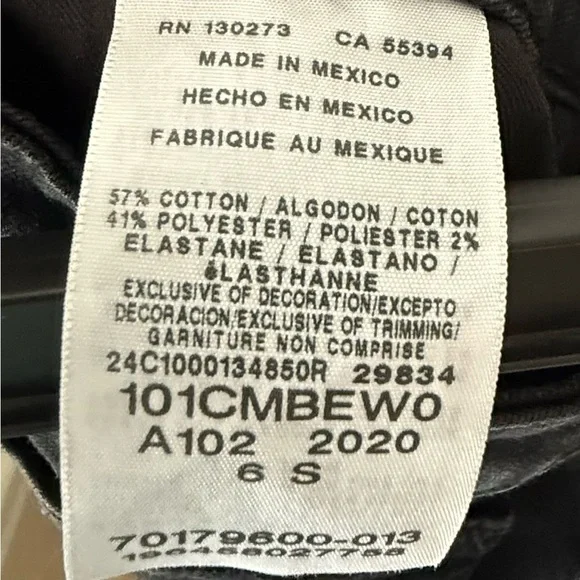 RN 130273 CA 55394
MADE IN MEXICO
HECHO EN MEXICO
FABRIQUE AU MEXIQUE
57% COTTON / ALGODON / COTON
41% POLYESTER / POLIESTER 2%
ELASTANE / ELASTANO /
éLASTHANNE
EXCLUSIVE OF DECORATION/EXCEPTO
DECORACION/EXCLUSIVE OF TRIMMING/
GARNITURE NON COMPRISE
24C1000134850R 29834
101CMBEW0
A102 2020
6 S
70179600-013